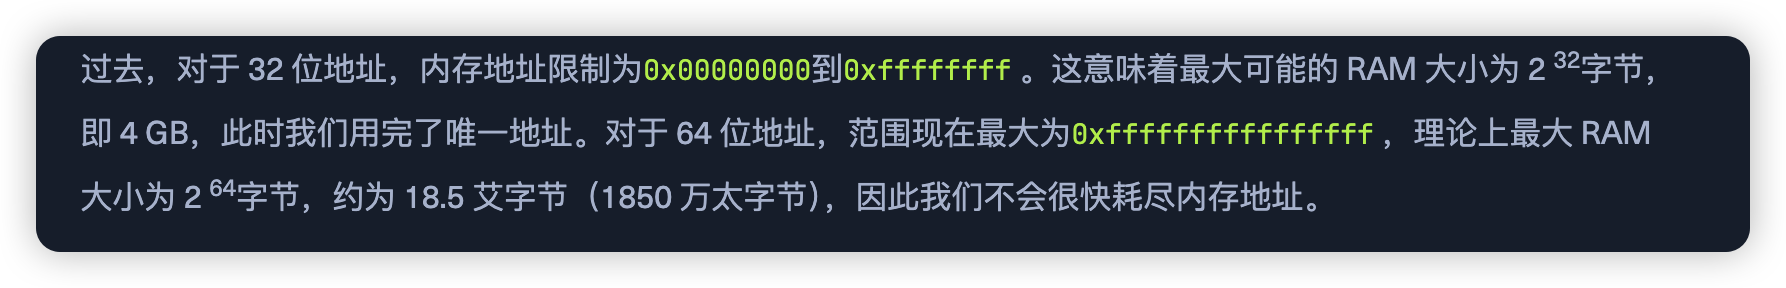 过去，对于 32 位地址，内存地址限制为0x00000000到0xffffffff 。这意味着最大可能的 RAM 大小为 2 32字节，
即 4 GB，此时我们用完了唯一地址。对于 64 位地址，范围现在最大为0xffffffffffffffff ，理论上最大 RAM
大小为 2 64字节，约为 18.5 艾字节（1850 万太字节），因此我们不会很快耗尽内存地址。